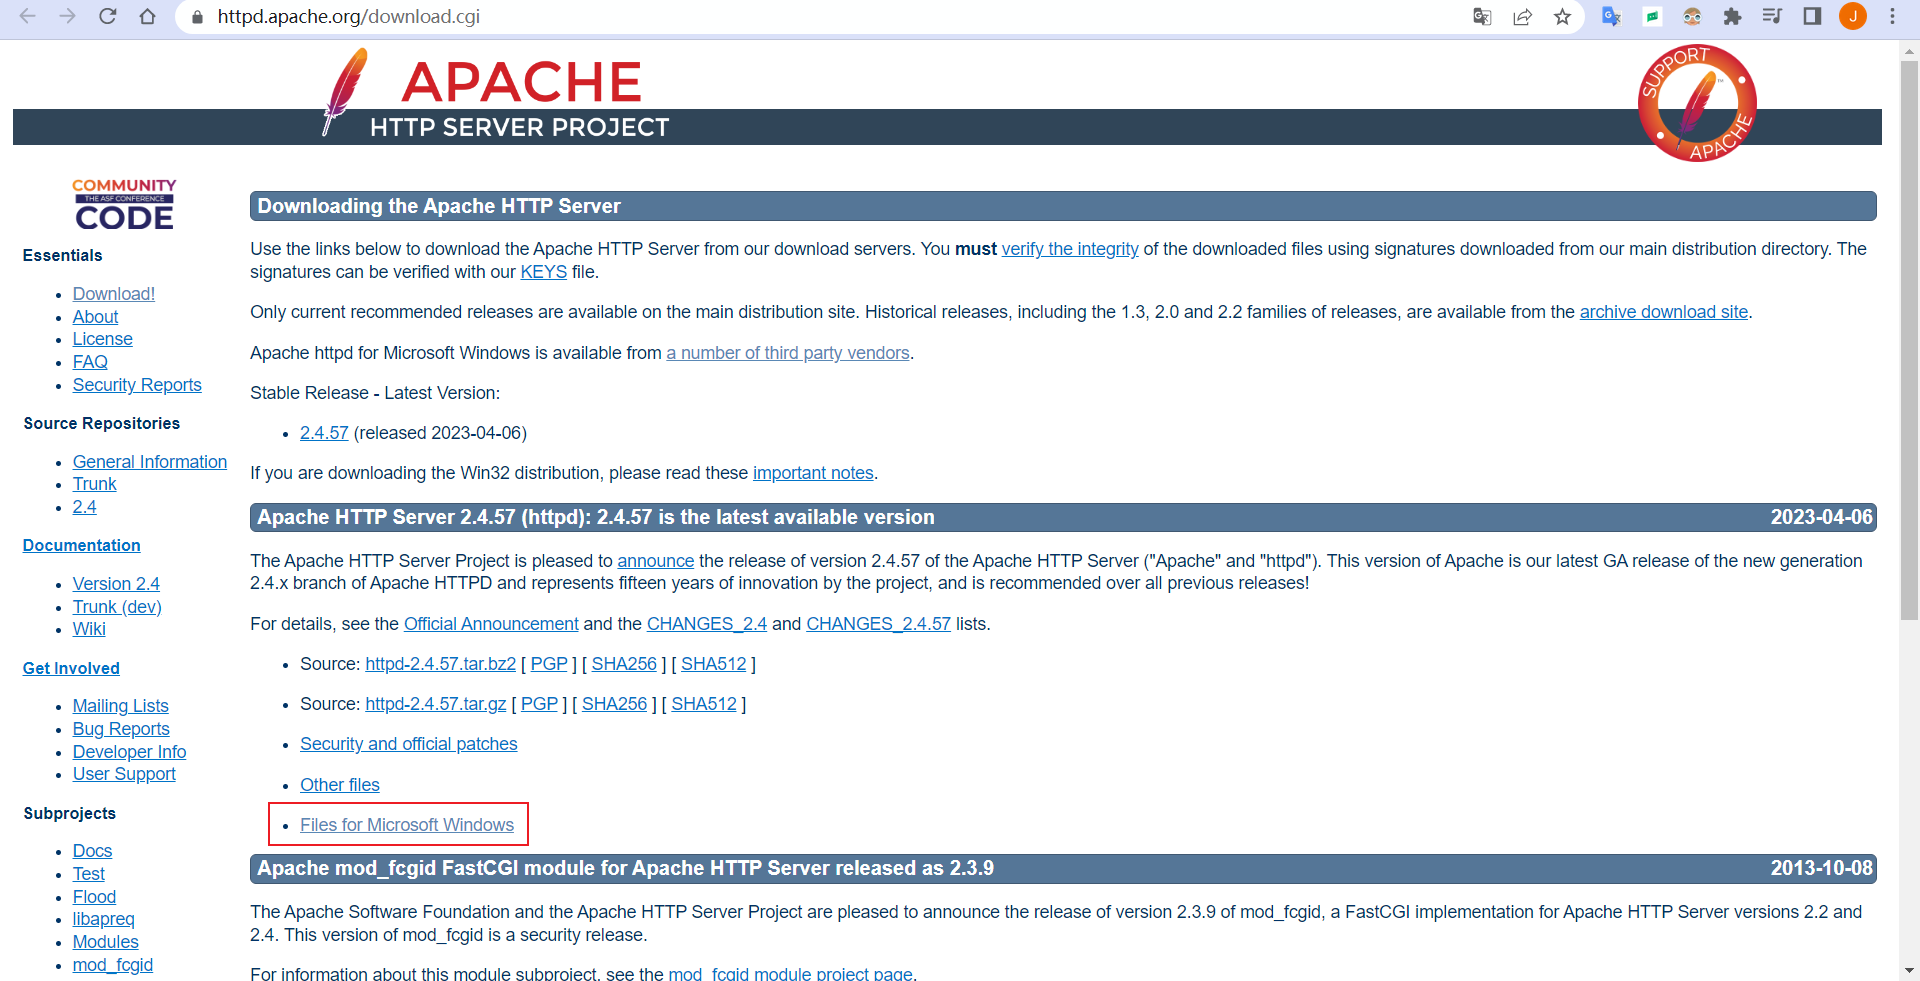 httpd.apache.org/download.cgi
J
APACHE
HTTP SERVER PROJECT
SUPPORT
APACHE
COMMUNITY
THE ASF CONFERENCE
CODE
Essentials
Download!
About
License
FAQ
Security Reports
Source Repositories
General Information
Trunk
2.4
Documentation
Version 2.4
Trunk (dev)
Wiki
Get Involved
Mailing Lists
Bug Reports
Developer Info
User Support
Subprojects
Docs
Test
Flood
libapreq
Modules
mod_fcgid
Downloading the Apache HTTP Server
Use the links below to download the Apache HTTP Server from our download servers. You must verify the integrity of the downloaded files using signatures downloaded from our main distribution directory. The
signatures can be verified with our KEYS file.
Only current recommended releases are available on the main distribution site. Historical releases, including the 1.3, 2.0 and 2.2 families of releases, are available from the archive download site.
Apache httpd for Microsoft Windows is available from a number of third party vendors.
Stable Release - Latest Version:
2.4.57 (released 2023-04-06)
If you are downloading the Win32 distribution, please read these important notes.
Apache HTTP Server 2.4.57 (httpd): 2.4.57 is the latest available version 2023-04-06
The Apache HTTP Server Project is pleased to announce the release of version 2.4.57 of the Apache HTTP Server ("Apache" and "httpd"). This version of Apache is our latest GA release of the new generation
2.4.x branch of Apache HTTPD and represents fifteen years of innovation by the project, and is recommended over all previous releases!
For details, see the Official Announcement and the CHANGES_2.4 and CHANGES_2.4.57 lists.
Source: httpd-2.4.57.tar.bz2 [ PGP ] [ SHA256 ] [ SHA512 ]
Source: httpd-2.4.57.tar.gz [ PGP ] [ SHA256 ] [ SHA512 ]
Security and official patches
Other files
Files for Microsoft Windows
Apache mod_fcgid FastCGI module for Apache HTTP Server released as 2.3.9 2013-10-08
The Apache Software Foundation and the Apache HTTP Server Project are pleased to announce the release of version 2.3.9 of mod_fcgid, a FastCGI implementation for Apache HTTP Server versions 2.2 and
2.4. This version of mod_fcgid is a security release.
For information about this module subproject, see the mod_fcgid module project page.